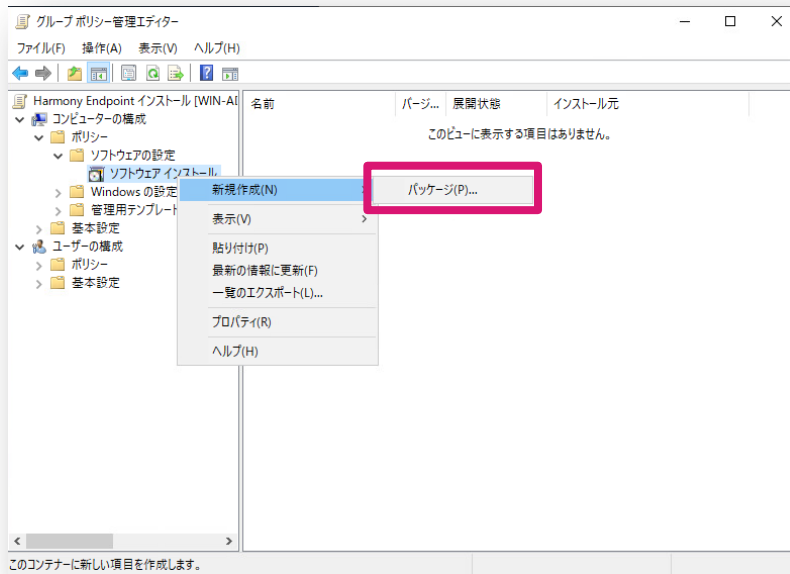 グループ ポリシー管理エディター
ファイル(F) 操作(A) 表示(V) ヘルプ(H)
Harmony Endpoint インストール [WIN-AD
コンピューターの構成
ポリシー
ソフトウェアの設定
ソフトウェア インストール
Windows の設定
管理用テンプレート
基本設定
ユーザーの構成
ポリシー
基本設定
名前 バージ... 展開状態 インストール元
このビューに表示する項目はありません。
新規作成(N)
表示(V)
貼り付け(P)
最新の情報に更新(F)
一覧のエクスポート(L)...
プロパティ(R)
ヘルプ(H)
パッケージ(P)...
このコンテナーに新しい項目を作成します。